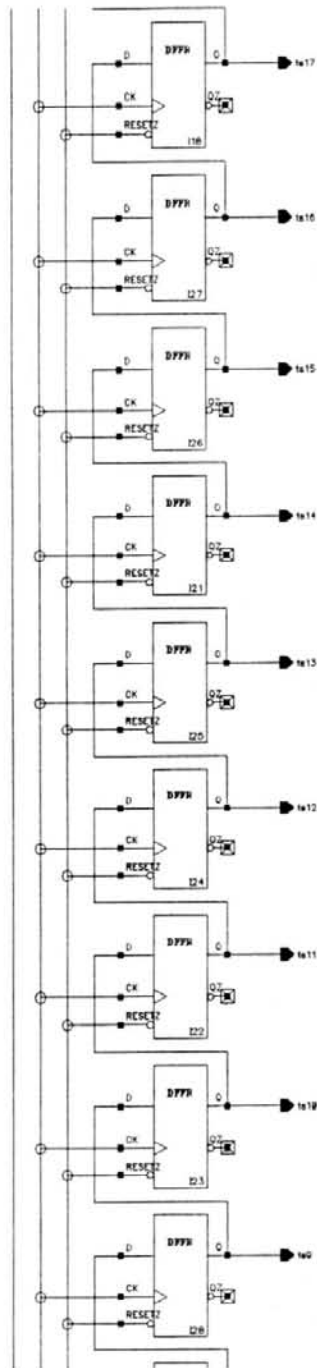 D DFFR Q ts17
CK QZ
RESETZ
I18
D DFFR Q ts16
CK QZ
RESETZ
I27
D DFFR Q ts15
CK QZ
RESETZ
I26
D DFFR Q ts14
CK QZ
RESETZ
I21
D DFFR Q ts13
CK QZ
RESETZ
I25
D DFFR Q ts12
CK QZ
RESETZ
I24
D DFFR Q ts11
CK QZ
RESETZ
I22
D DFFR Q ts10
CK QZ
RESETZ
I23
D DFFR Q ts9
CK QZ
RESETZ
I28